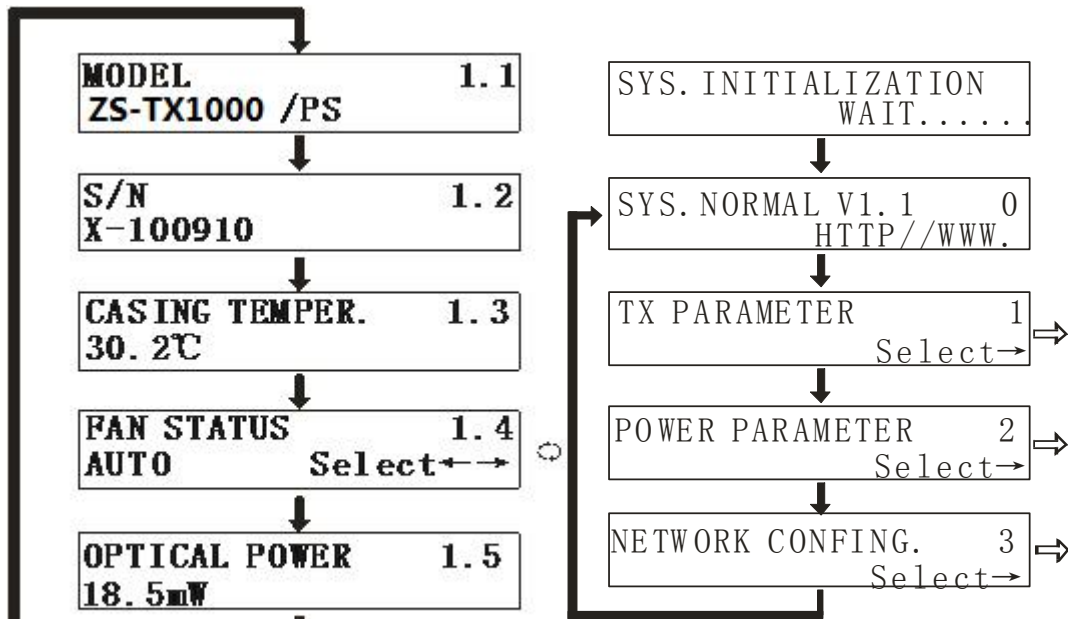 MODEL 1.1
ZS-TX1000 /PS
S/N 1.2
X-100910
CASING TEMPER. 1.3
30.2℃
FAN STATUS 1.4
AUTO Select←→
OPTICAL POWER 1.5
18.5mW
SYS.INITIALIZATION
WAIT......
SYS.NORMAL V1.1 0
HTTP//WWW.
TX PARAMETER 1
Select→
POWER PARAMETER 2
Select→
NETWORK CONFING. 3
Select→